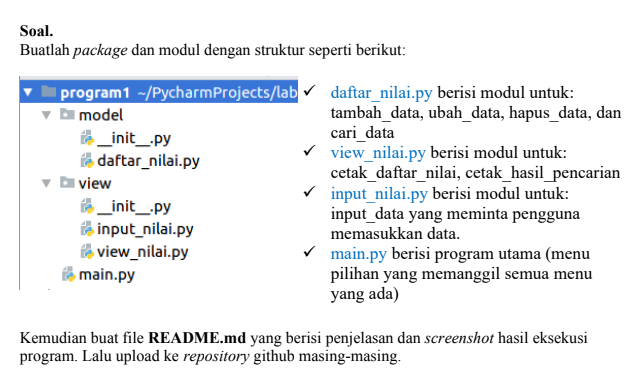 Soal.
Buatlah package dan modul dengan struktur seperti berikut:
program1 ~/PycharmProjects/lab
model
__init__.py
daftar_nilai.py
view
__init__.py
input_nilai.py
view_nilai.py
main.py
✓ daftar_nilai.py berisi modul untuk:
tambah_data, ubah_data, hapus_data, dan
cari_data
✓ view_nilai.py berisi modul untuk:
cetak_daftar_nilai, cetak_hasil_pencarian
✓ input_nilai.py berisi modul untuk:
input_data yang meminta pengguna
memasukkan data.
✓ main.py berisi program utama (menu
pilihan yang memanggil semua menu
yang ada)
Kemudian buat file README.md yang berisi penjelasan dan screenshot hasil eksekusi
program. Lalu upload ke repository github masing-masing.